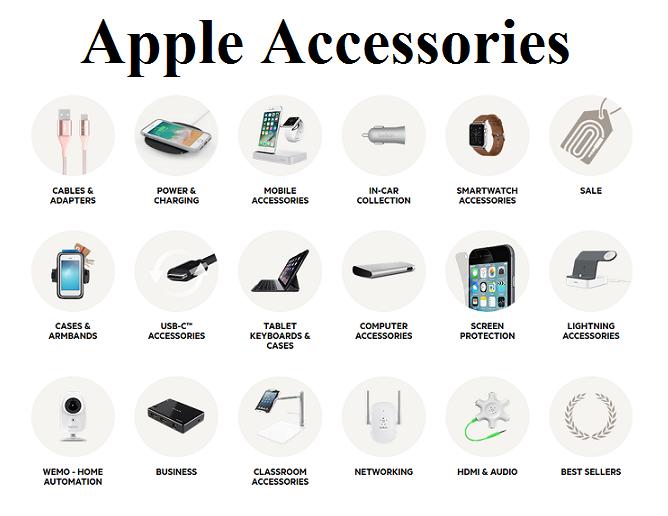 Apple Accessories
CABLES &
ADAPTERS
POWER &
CHARGING
MOBILE
ACCESSORIES
IN-CAR
COLLECTION
SMARTWATCH
ACCESSORIES
SALE
CASES &
ARMBANDS
USB-C™
ACCESSORIES
TABLET
KEYBOARDS &
CASES
COMPUTER
ACCESSORIES
SCREEN
PROTECTION
LIGHTNING
ACCESSORIES
WEMO - HOME
AUTOMATION
BUSINESS
CLASSROOM
ACCESSORIES
NETWORKING
HDMI & AUDIO
BEST SELLERS